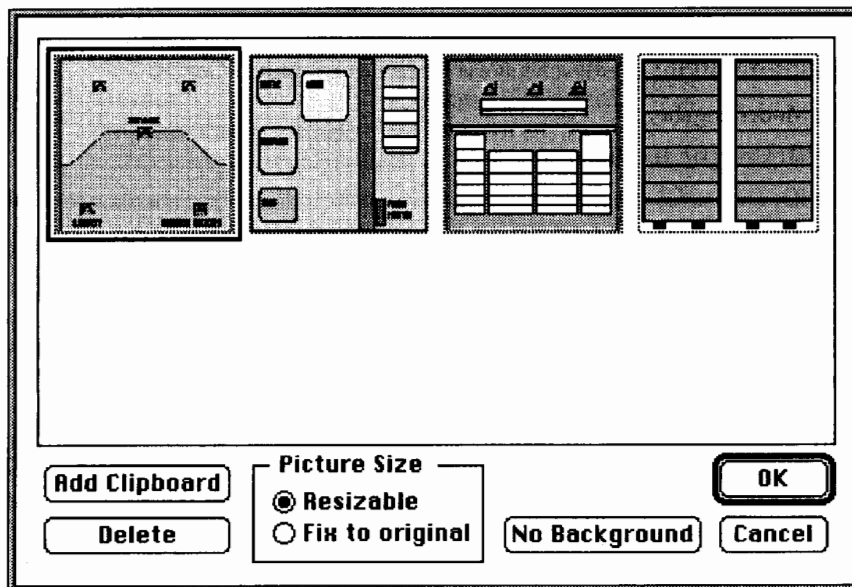 Add Clipboard
Delete
Picture Size
Resizable
Fix to original
No Background
OK
Cancel